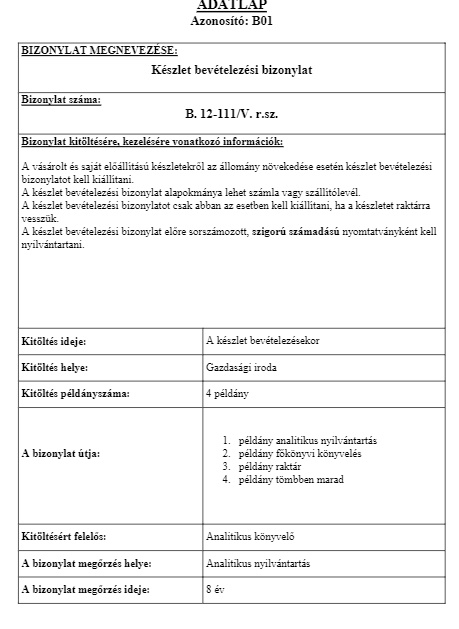 ADATLAP
Azonosító: B01
BIZONYLAT MEGNEVEZÉSE:
Készlet bevételezési bizonylat
Bizonylat száma:
B. 12-111/V. r.sz.
Bizonylat kitöltésére, kezelésére vonatkozó információk:
A vásárolt és saját előállítású készletekről az állomány növekedése esetén készlet bevételezési
bizonylatot kell kiállítani.
A készlet bevételezési bizonylat alapokmánya lehet számla vagy szállítólevél.
A készlet bevételezési bizonylatot csak abban az esetben kell kiállítani, ha a készletet raktárra
vesszük.
A készlet bevételezési bizonylat előre sorszámozott, szigorú számadású nyomtatványként kell
nyilvántartani.
Kitöltés ideje: A készlet bevételezésekor
Kitöltés helye: Gazdasági iroda
Kitöltés példányszáma: 4 példány
A bizonylat útja:
1. példány analitikus nyilvántartás
2. példány főkönyvi könyvelés
3. példány raktár
4. példány tömbben marad
Kitöltésért felelős: Analitikus könyvelő
A bizonylat megőrzés helye: Analitikus nyilvántartás
A bizonylat megőrzés ideje: 8 év